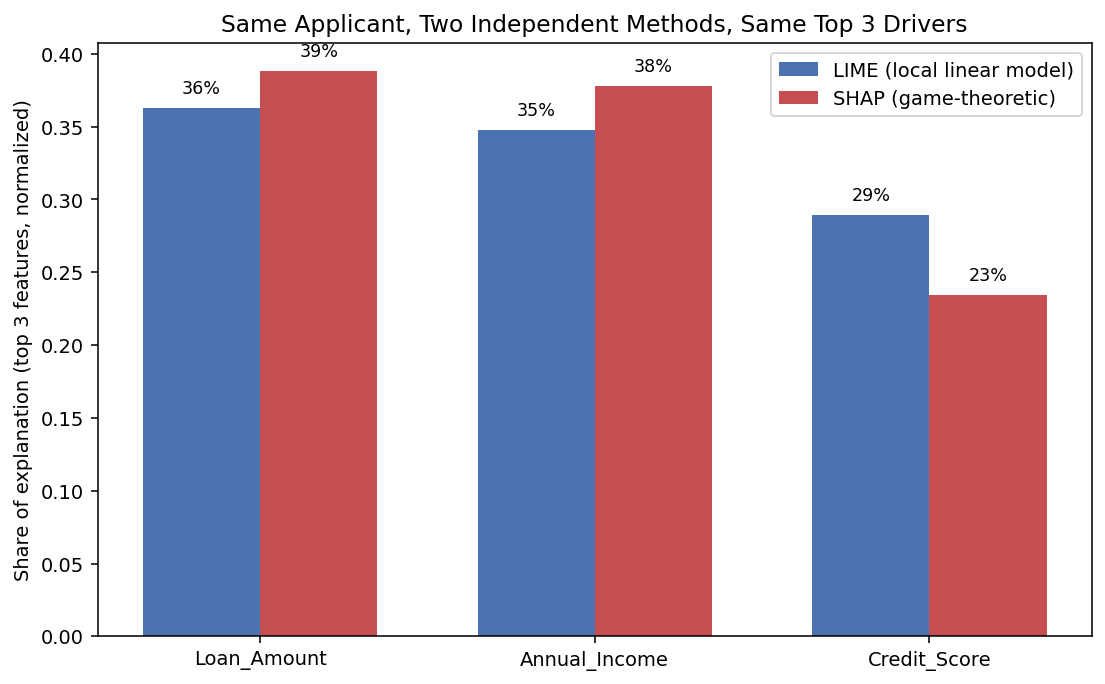 Same Applicant, Two Independent Methods, Same Top 3 Drivers
Share of explanation (top 3 features, normalized)
0.40
0.35
0.30
0.25
0.20
0.15
0.10
0.05
0.00
36%
39%
35%
38%
29%
23%
LIME (local linear model)
SHAP (game-theoretic)
Loan_Amount
Annual_Income
Credit_Score